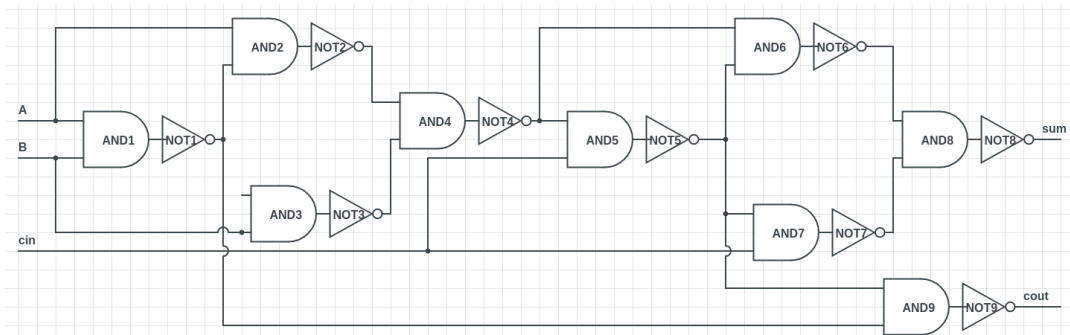 A
B
cin
AND1
NOT1
AND2
NOT2
AND3
NOT3
AND4
NOT4
AND5
NOT5
AND6
NOT6
AND7
NOT7
AND8
NOT8
sum
AND9
NOT9
cout